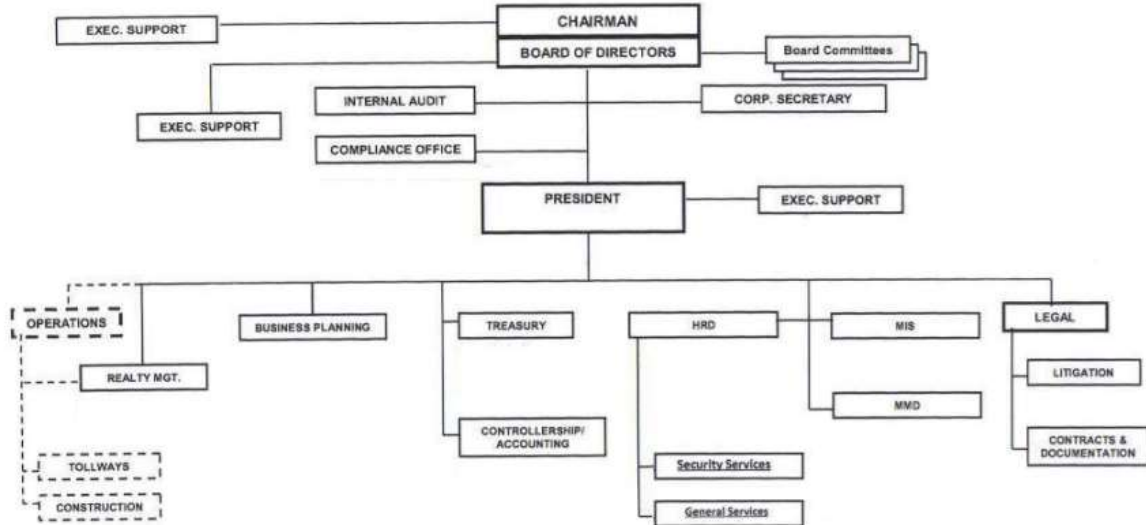 CHAIRMAN
EXEC. SUPPORT
BOARD OF DIRECTORS
Board Committees
INTERNAL AUDIT
CORP. SECRETARY
EXEC. SUPPORT
COMPLIANCE OFFICE
PRESIDENT
EXEC. SUPPORT
OPERATIONS
BUSINESS PLANNING
TREASURY
HRD
MIS
LEGAL
REALTY MGT.
LITIGATION
MMD
CONTROLLERSHIP/
ACCOUNTING
CONTRACTS &
DOCUMENTATION
TOLLWAYS
Security Services
CONSTRUCTION
General Services